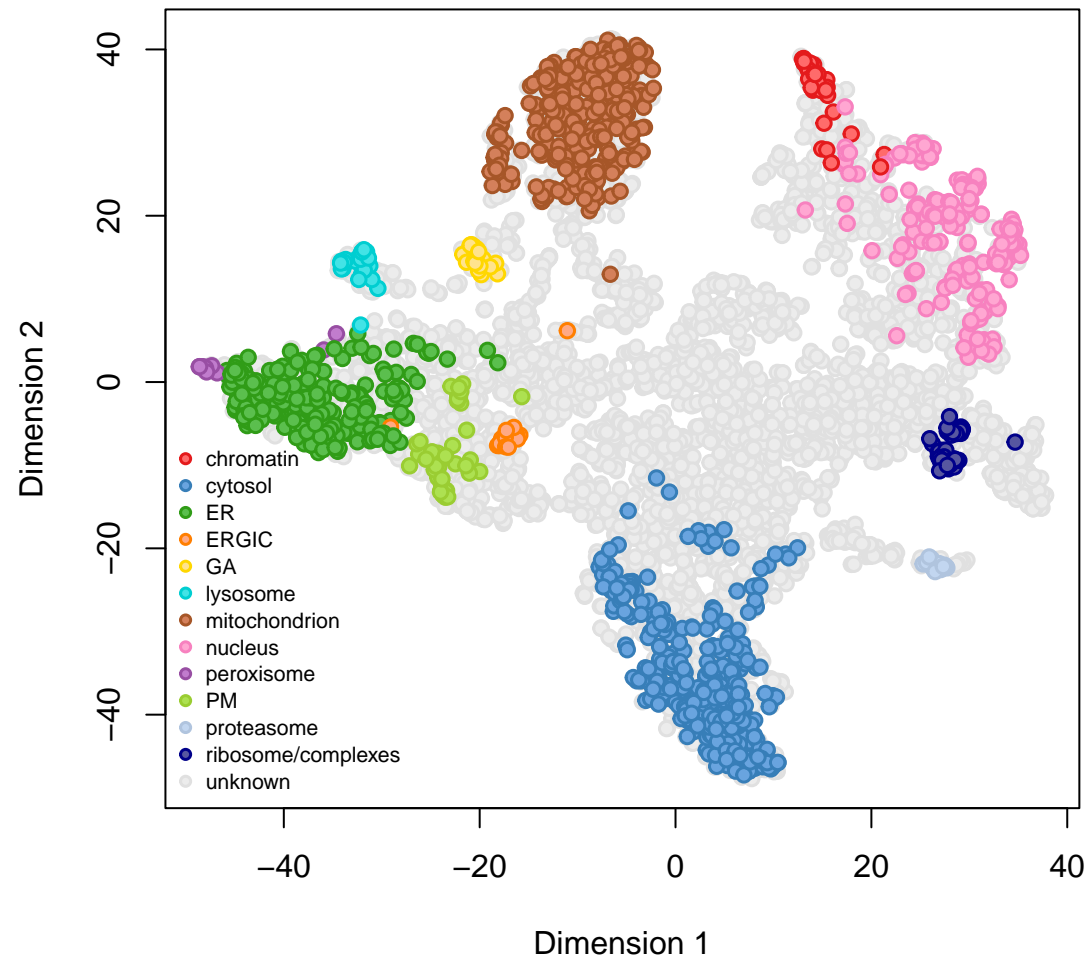 40
20
0
−20
−40
Dimension 2
chromatin
cytosol
ER
ERGIC
GA
lysosome
mitochondrion
nucleus
peroxisome
PM
proteasome
ribosome/complexes
unknown
−40 −20 0 20 40
Dimension 1